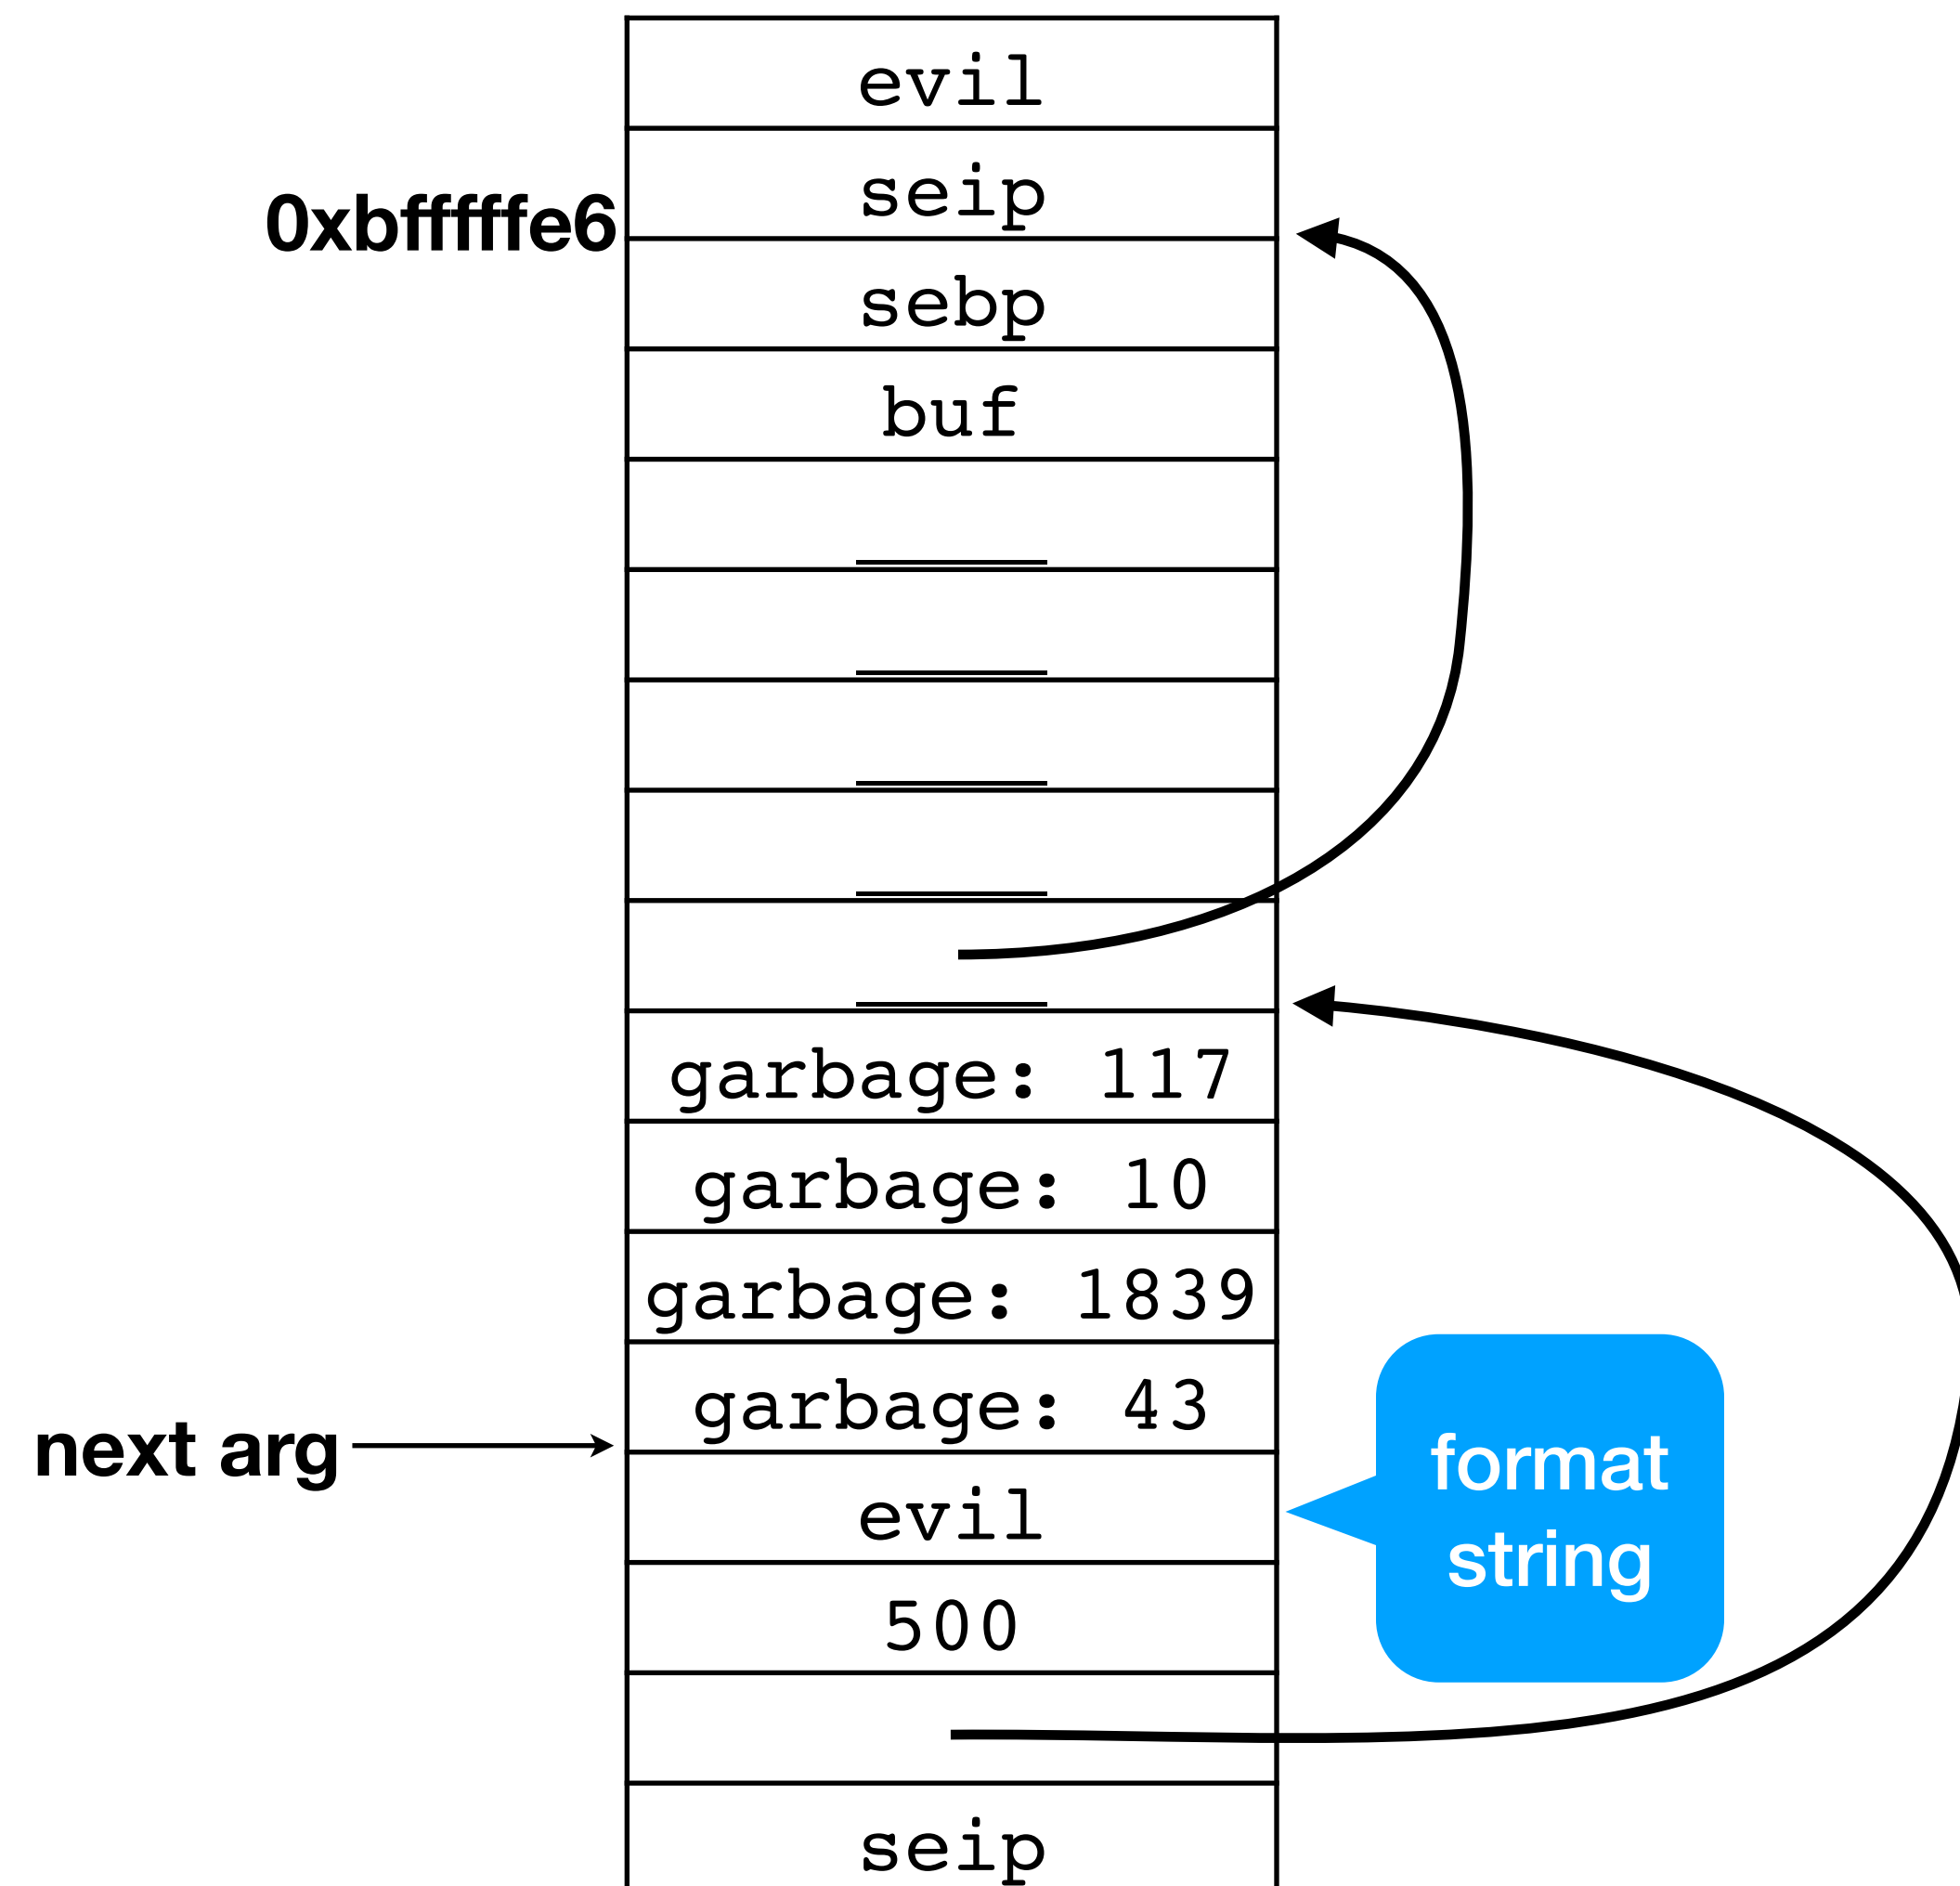 evil
seip
0xbfffffe6
sebp
buf
garbage: 117
garbage: 10
garbage: 1839
garbage: 43
next arg
evil
format
string
500
seip